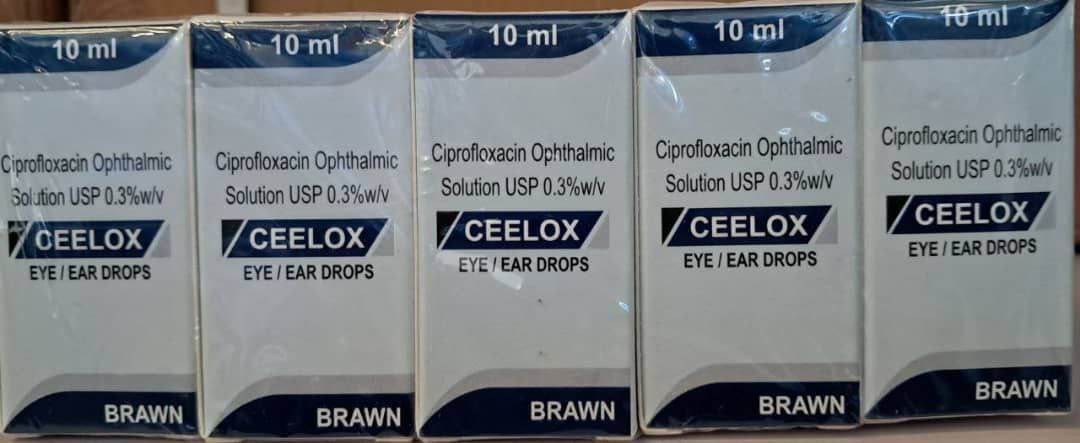 10 ml
Ciprofloxacin Ophthalmic
Solution USP 0.3%w/v
CEELOX
EYE / EAR DROPS
BRAWN
10 ml
Ciprofloxacin Ophthalmic
Solution USP 0.3%w/v
CEELOX
EYE / EAR DROPS
BRAWN
10 ml
Ciprofloxacin Ophthalmic
Solution USP 0.3%w/v
CEELOX
EYE / EAR DROPS
BRAWN
10 ml
Ciprofloxacin Ophthalmic
Solution USP 0.3%w/v
CEELOX
EYE / EAR DROPS
BRAWN
10 ml
Ciprofloxacin Ophthalmic
Solution USP 0.3%w/v
CEELOX
EYE / EAR DROPS
BRAWN